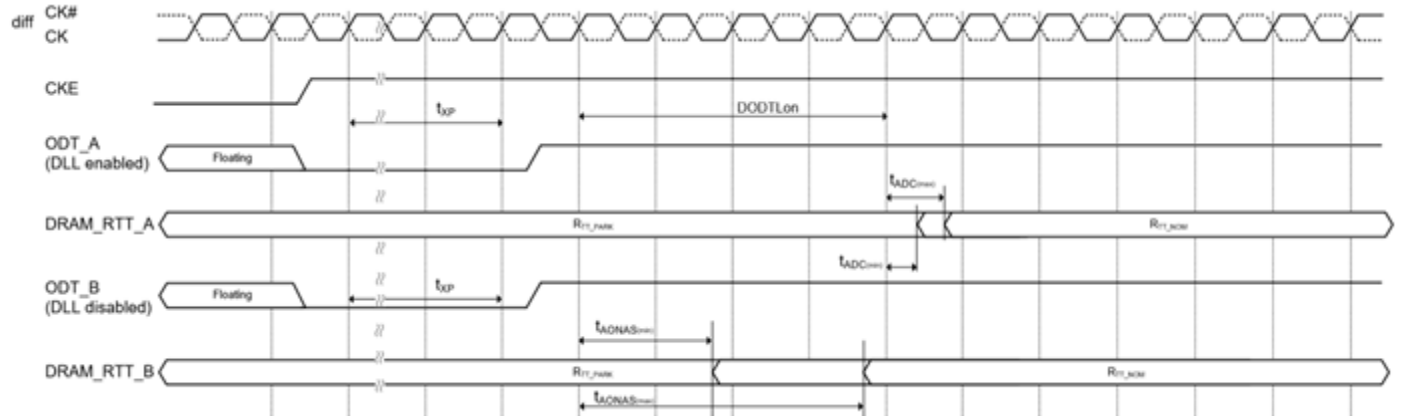 diff CK#
CK
CKE
tXP
DODTLon
ODT_A
(DLL enabled)
Floating
tADC(max)
DRAM_RTT_A
RTT_PARK
RTT_NOM
tADC(min)
ODT_B
(DLL disabled)
Floating
tXP
tAONAS(min)
DRAM_RTT_B
RTT_PARK
RTT_NOM
tAONAS(max)